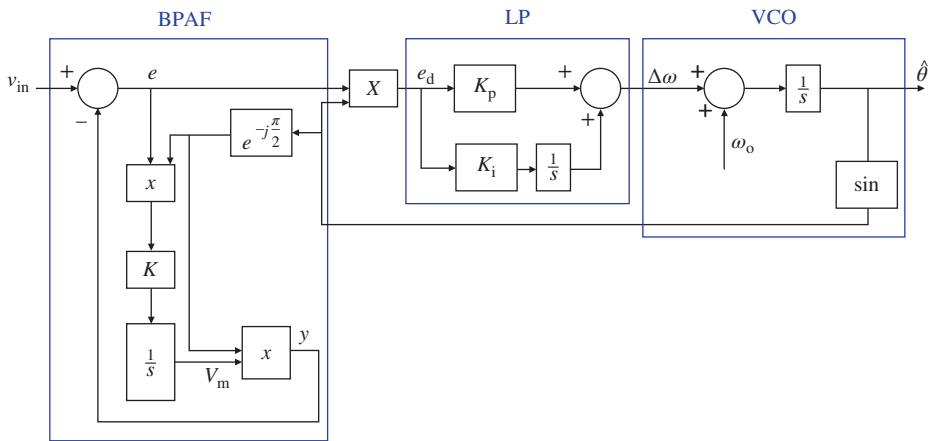 BPAF
LP
VCO
v_in
+
e
−
X
e_d
K_p
+
+
Δω
+
+
1/s
θ̂
e^{-jπ/2}
x
K_i
1/s
ω_o
sin
K
1/s
V_m
x
y